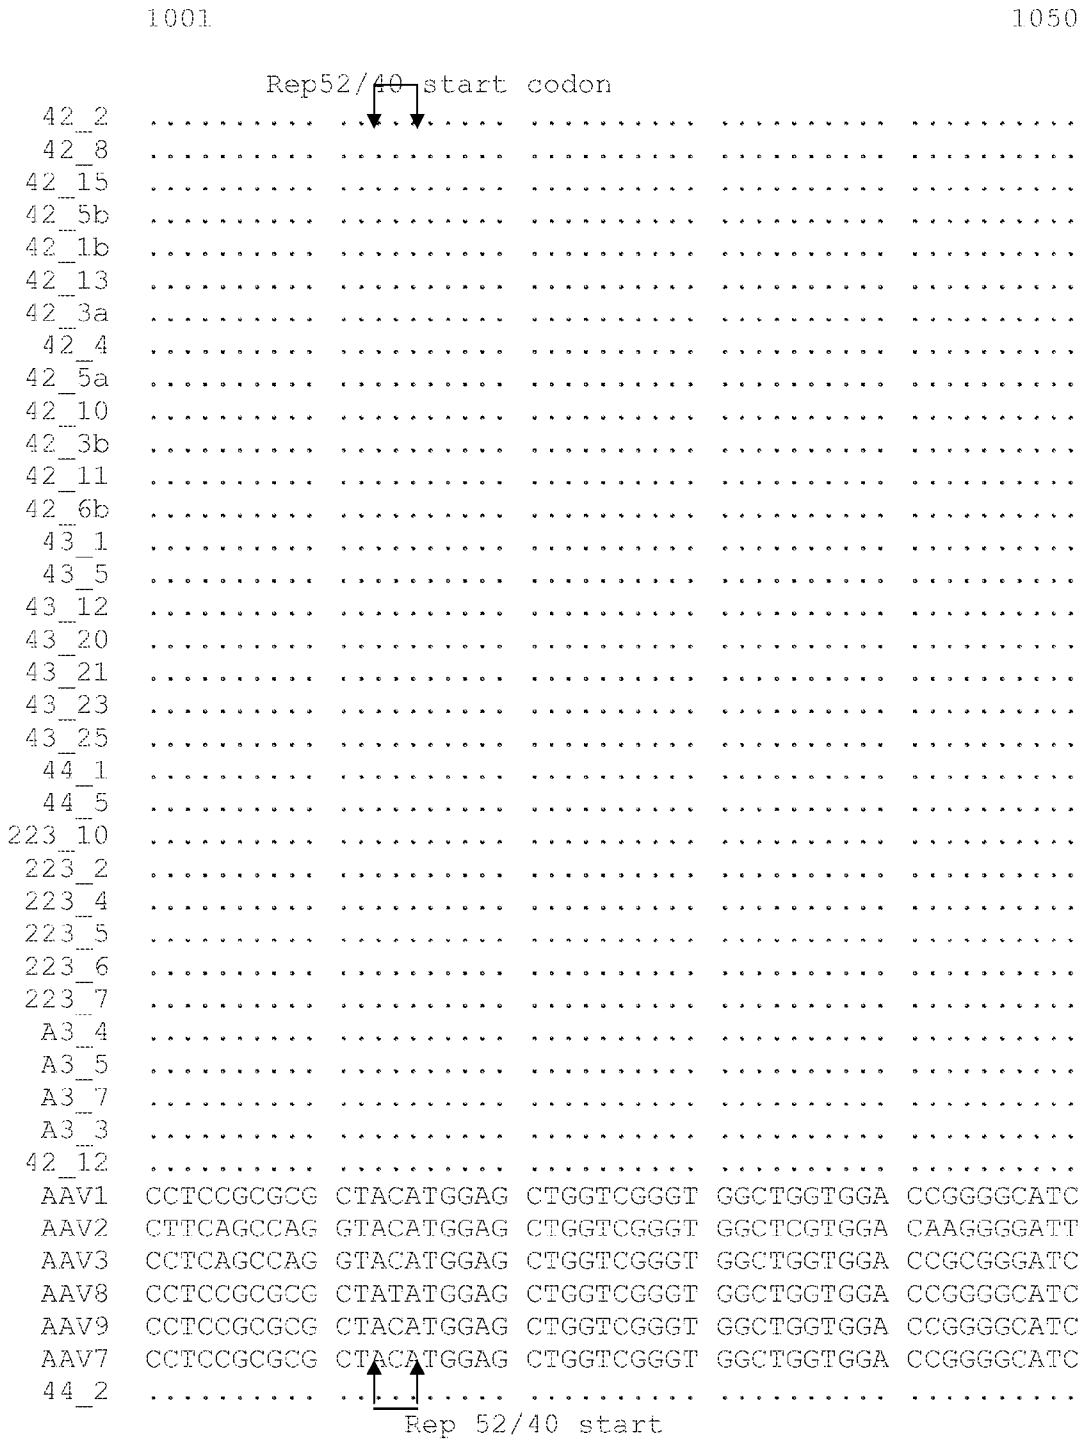 1001 1050
Rep52/40 start codon
42_2 .......... .......... .......... .......... ..........
42_8 .......... .......... .......... .......... ..........
42_15 .......... .......... .......... .......... ..........
42_5b .......... .......... .......... .......... ..........
42_1b .......... .......... .......... .......... ..........
42_13 .......... .......... .......... .......... ..........
42_3a .......... .......... .......... .......... ..........
42_4 .......... .......... .......... .......... ..........
42_5a .......... .......... .......... .......... ..........
42_10 .......... .......... .......... .......... ..........
42_3b .......... .......... .......... .......... ..........
42_11 .......... .......... .......... .......... ..........
42_6b .......... .......... .......... .......... ..........
43_1 .......... .......... .......... .......... ..........
43_5 .......... .......... .......... .......... ..........
43_12 .......... .......... .......... .......... ..........
43_20 .......... .......... .......... .......... ..........
43_21 .......... .......... .......... .......... ..........
43_23 .......... .......... .......... .......... ..........
43_25 .......... .......... .......... .......... ..........
44_1 .......... .......... .......... .......... ..........
44_5 .......... .......... .......... .......... ..........
223_10 .......... .......... .......... .......... ..........
223_2 .......... .......... .......... .......... ..........
223_4 .......... .......... .......... .......... ..........
223_5 .......... .......... .......... .......... ..........
223_6 .......... .......... .......... .......... ..........
223_7 .......... .......... .......... .......... ..........
A3_4 .......... .......... .......... .......... ..........
A3_5 .......... .......... .......... .......... ..........
A3_7 .......... .......... .......... .......... ..........
A3_3 .......... .......... .......... .......... ..........
42_12 .......... .......... .......... .......... ..........
AAV1 CCTCCGCGCG CTACATGGAG CTGGTCGGGT GGCTGGTGGA CCGGGGCATC
AAV2 CTTCAGCCAG GTACATGGAG CTGGTCGGGT GGCTCGTGGA CAAGGGGATT
AAV3 CCTCAGCCAG GTACATGGAG CTGGTCGGGT GGCTGGTGGA CCGCGGGATC
AAV8 CCTCCGCGCG CTATATGGAG CTGGTCGGGT GGCTGGTGGA CCGGGGCATC
AAV9 CCTCCGCGCG CTACATGGAG CTGGTCGGGT GGCTGGTGGA CCGGGGCATC
AAV7 CCTCCGCGCG CTACATGGAG CTGGTCGGGT GGCTGGTGGA CCGGGGCATC
44_2 .......... .......... .......... .......... ..........
Rep 52/40 start